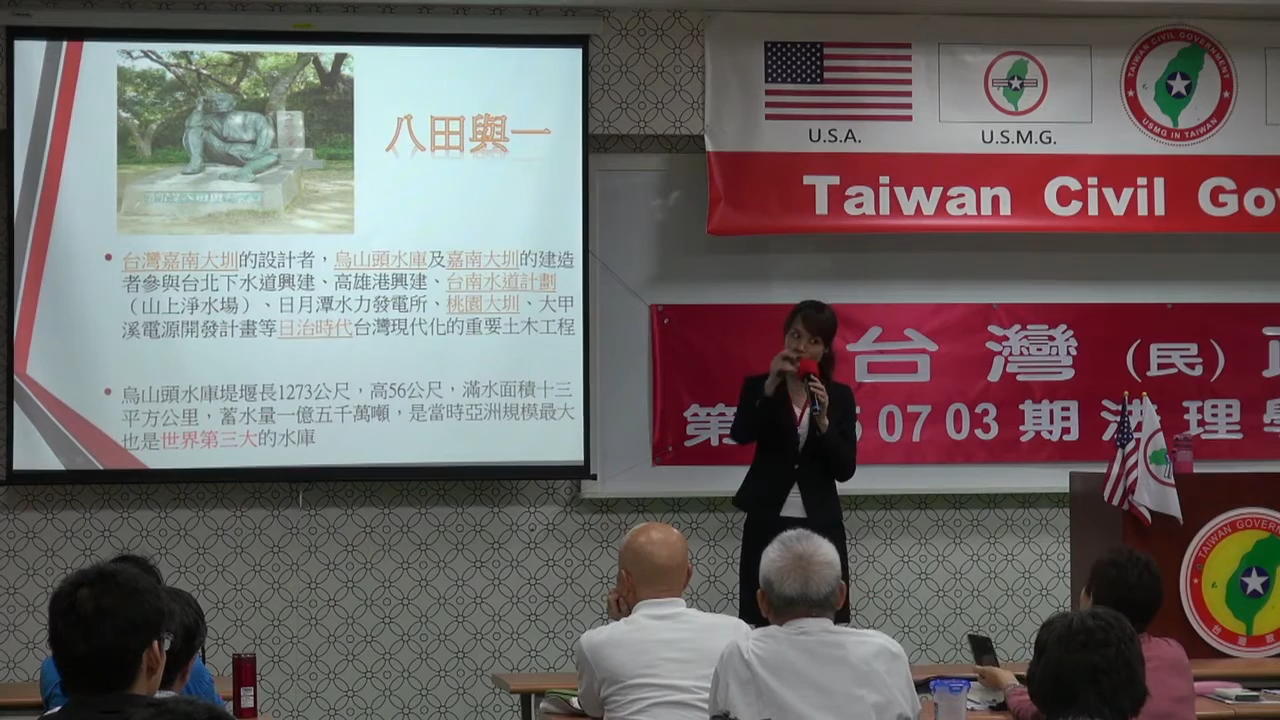 八田與一
• 台灣嘉南大圳的設計者，烏山頭水庫及嘉南大圳的建造
者參與台北下水道興建、高雄港興建、台南水道計劃
（山上淨水場）、日月潭水力發電所、桃園大圳、大甲
溪電源開發計畫等日治時代台灣現代化的重要土木工程
• 烏山頭水庫堤堰長1273公尺，高56公尺，滿水面積十三
平方公里，蓄水量一億五千萬噸，是當時亞洲規模最大
也是世界第三大的水庫
U.S.A.
U.S.M.G.
TAIWAN CIVIL GOVERNMENT
USMG IN TAIWAN
Taiwan Civil Go
台灣（民）
第 07 03 期 理
TAIWAN GOVERN
台灣